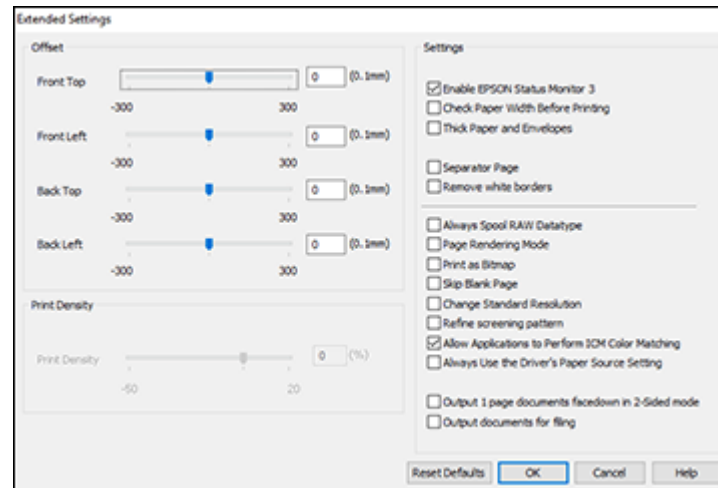 Extended Settings
Offset
Front Top
0 (0.1mm)
-300 300
Front Left
0 (0.1mm)
-300 300
Back Top
0 (0.1mm)
-300 300
Back Left
0 (0.1mm)
-300 300
Print Density
Print Density
0 (%)
-50 20
Settings
Enable EPSON Status Monitor 3
Check Paper Width Before Printing
Thick Paper and Envelopes
Separator Page
Remove white borders
Always Spool RAW Datatype
Page Rendering Mode
Print as Bitmap
Skip Blank Page
Change Standard Resolution
Refine screening pattern
Allow Applications to Perform ICM Color Matching
Always Use the Driver's Paper Source Setting
Output 1 page documents facedown in 2-Sided mode
Output documents for filing
Reset Defaults OK Cancel Help